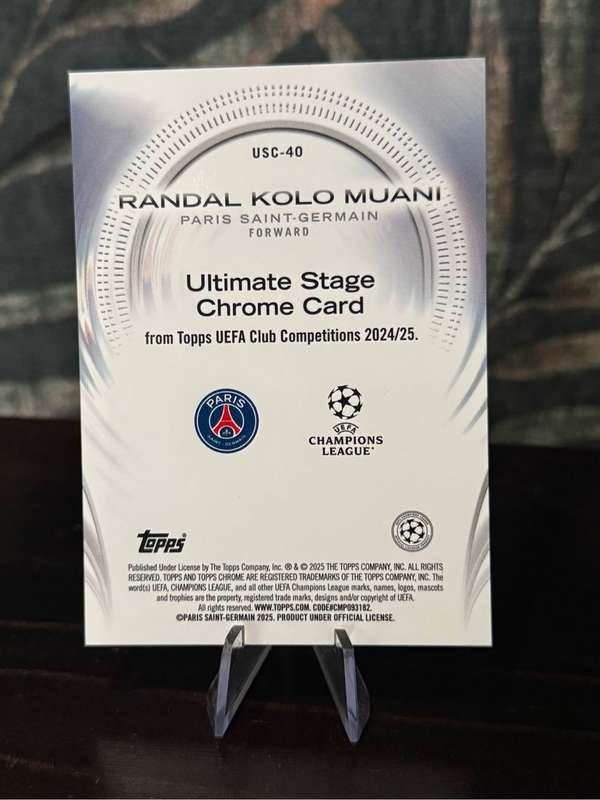 USC-40
RANDAL KOLO MUANI
PARIS SAINT-GERMAIN
FORWARD
Ultimate Stage
Chrome Card
from Topps UEFA Club Competitions 2024/25.
PARIS
SAINT-GERMAIN
UEFA
CHAMPIONS
LEAGUE®
Topps®
Published Under License by The Topps Company, Inc. ® & © 2025 THE TOPPS COMPANY, INC. ALL RIGHTS
RESERVED. TOPPS AND TOPPS CHROME ARE REGISTERED TRADEMARKS OF THE TOPPS COMPANY, INC. The
word(s) UEFA, CHAMPIONS LEAGUE, and all other UEFA Champions League marks, names, logos, mascots
and trophies are the property, registered trade marks, designs and/or copyright of UEFA.
All rights reserved. WWW.TOPPS.COM. CODE#CMP093182.
©PARIS SAINT-GERMAIN 2025. PRODUCT UNDER OFFICIAL LICENSE.